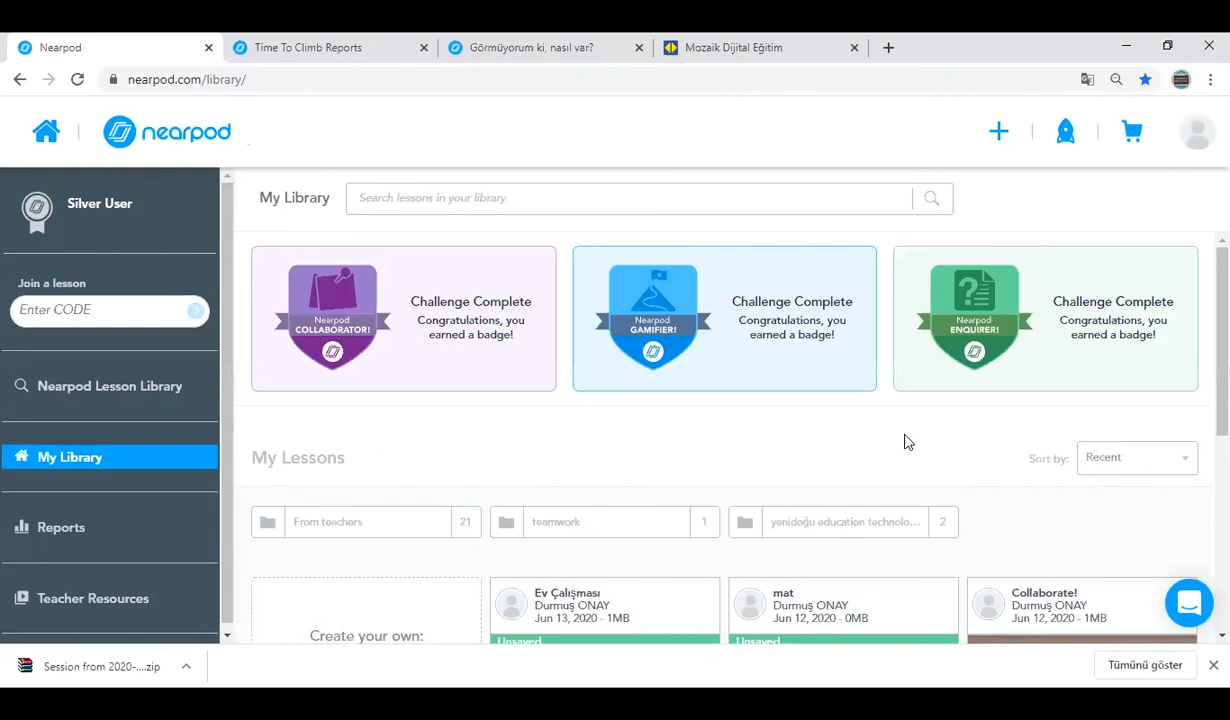 Nearpod
Time To Climb Reports
Görmüyorum ki, nasıl var?
Mozaik Dijital Eğitim
nearpod.com/library/
nearpod
Silver User
Join a lesson
Enter CODE
Nearpod Lesson Library
My Library
Reports
Teacher Resources
My Library
Search lessons in your library
Nearpod
COLLABORATOR!
Challenge Complete
Congratulations, you
earned a badge!
Nearpod
GAMIFIER!
Challenge Complete
Congratulations, you
earned a badge!
Nearpod
ENQUIRER!
Challenge Complete
Congratulations, you
earned a badge!
My Lessons
Sort by:
Recent
From teachers
21
teamwork
1
yenidoğu education technolo...
2
Create your own:
Ev Çalışması
Durmuş ONAY
Jun 13, 2020 - 1MB
Unsaved
mat
Durmuş ONAY
Jun 12, 2020 - 0MB
Unsaved
Collaborate!
Durmuş ONAY
Jun 12, 2020 - 1MB
Session from 2020-....zip
Tümünü göster